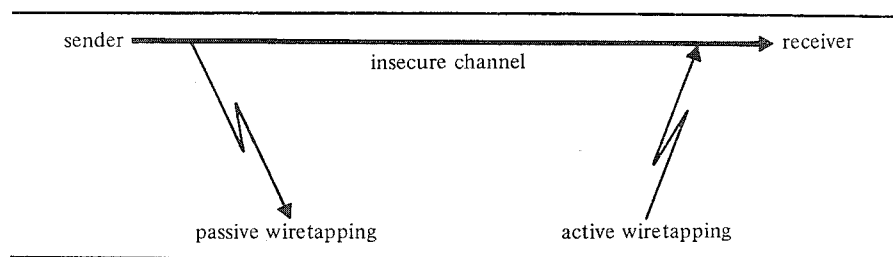 sender
receiver
insecure channel
passive wiretapping
active wiretapping